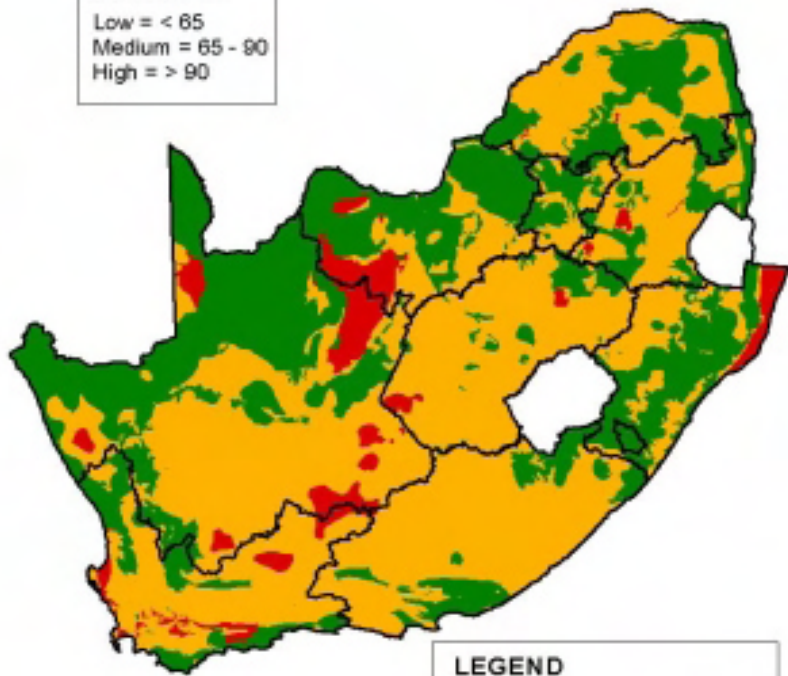 Low = < 65
Medium = 65 - 90
High = > 90
LEGEND